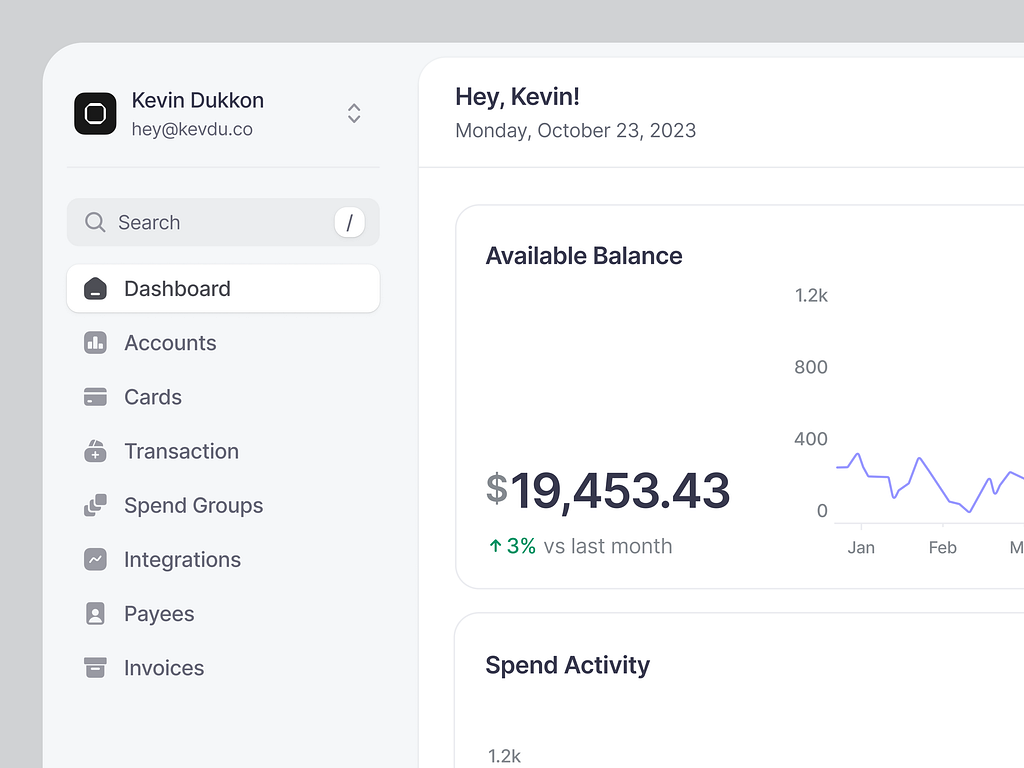 Kevin Dukkon
hey@kevdu.co
Search
/
Dashboard
Accounts
Cards
Transaction
Spend Groups
Integrations
Payees
Invoices
Hey, Kevin!
Monday, October 23, 2023
Available Balance
$19,453.43
3% vs last month
1.2k
800
400
0
Jan Feb M
Spend Activity
1.2k